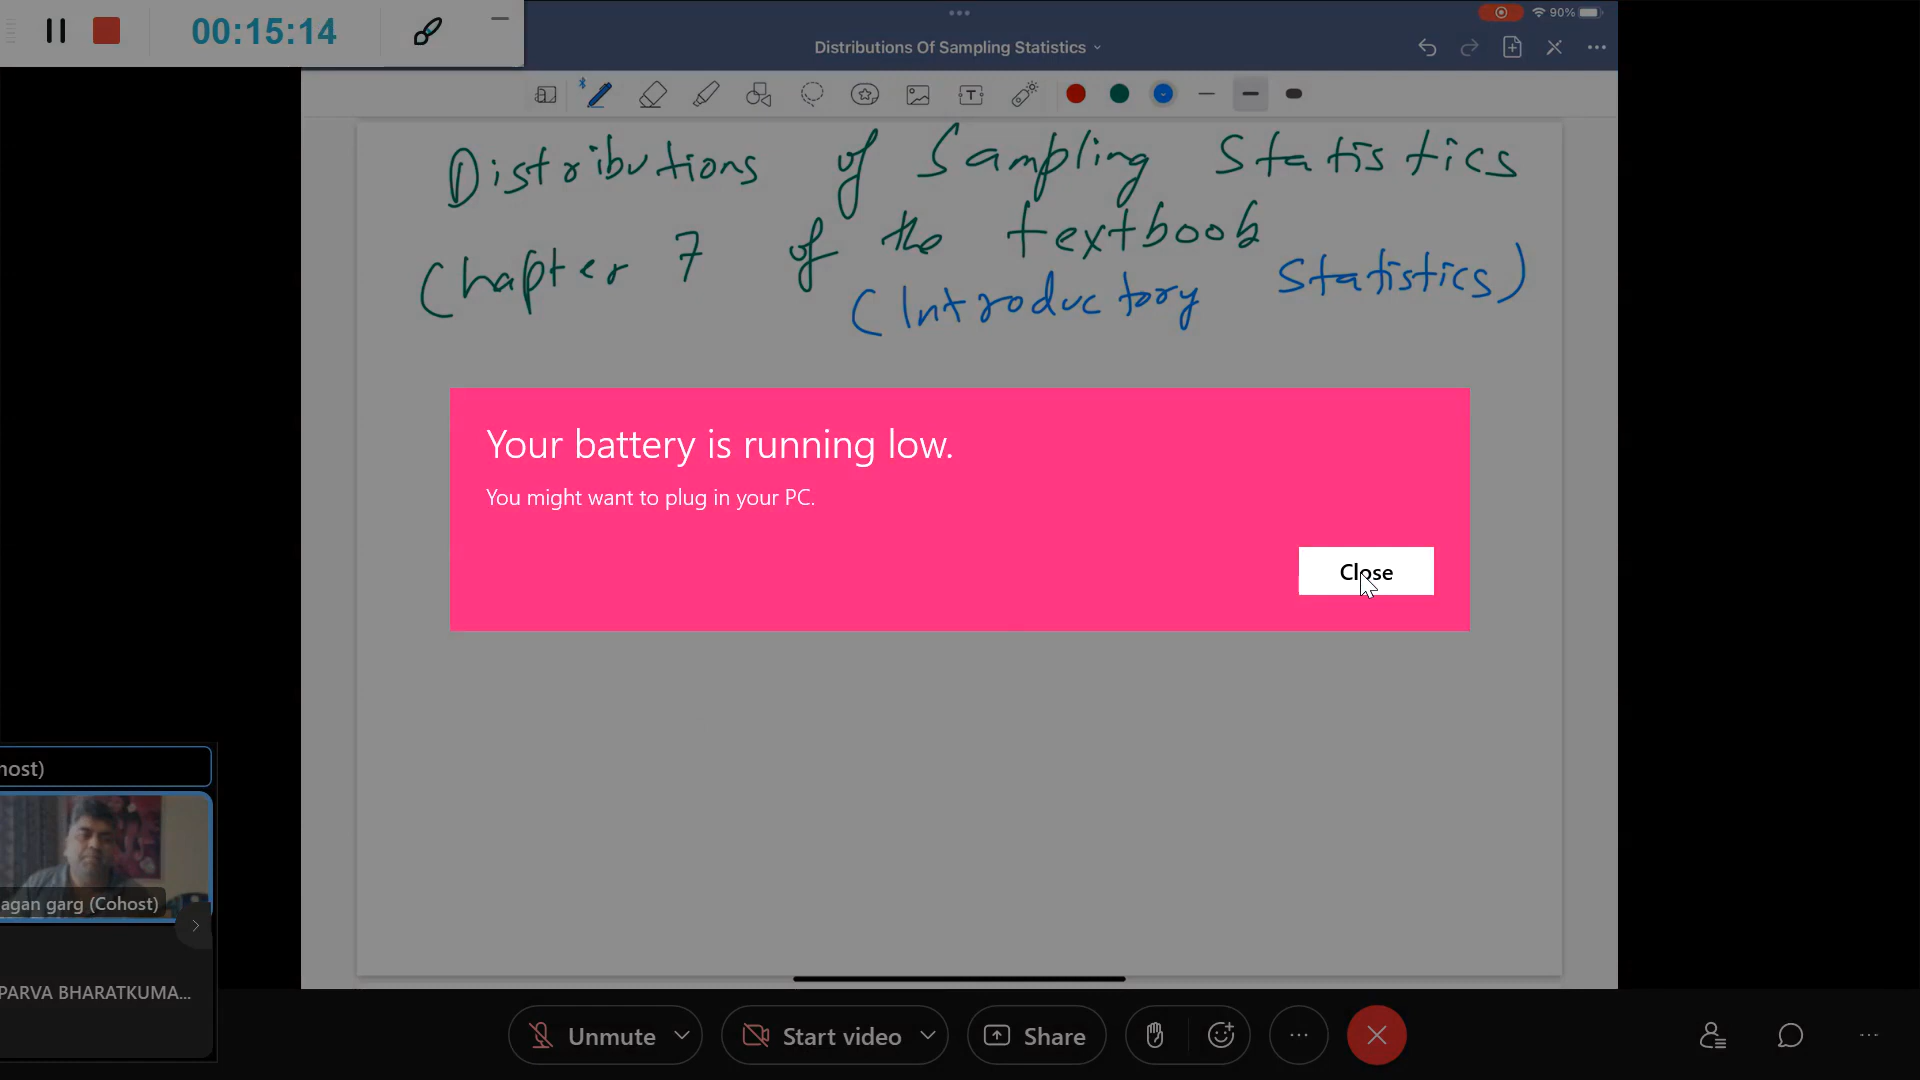 00:15:14
90%
Distributions Of Sampling Statistics
T
Distributions of Sampling Statistics
Chapter 7 of the textbook
(Introductory Statistics)
Your battery is running low.
You might want to plug in your PC.
Close
host)
agan garg (Cohost)
PARVA BHARATKUMA...
Unmute
Start video
Share